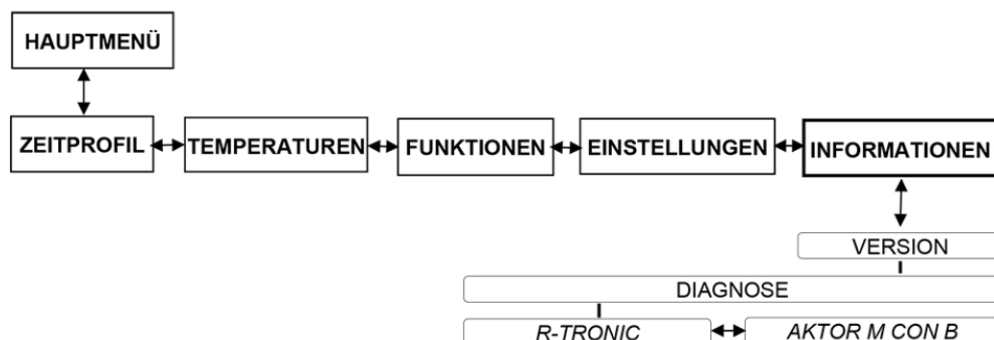 HAUPTMENÜ
ZEITPROFIL TEMPERATUREN FUNKTIONEN EINSTELLUNGEN INFORMATIONEN
VERSION
DIAGNOSE
R-TRONIC AKTOR M CON B